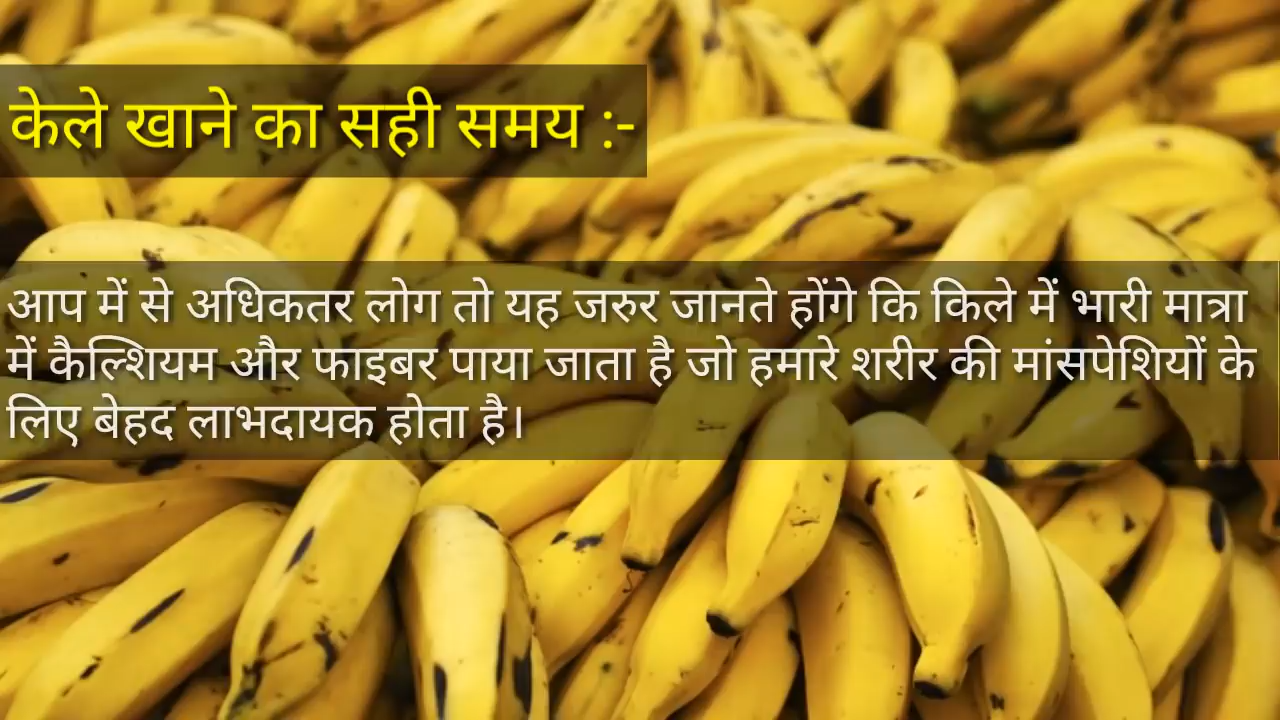 केले खाने का सही समय :-
आप में से अधिकतर लोग तो यह जरुर जानते होंगे कि किले में भारी मात्रा
में कैल्शियम और फाइबर पाया जाता है जो हमारे शरीर की मांसपेशियों के
लिए बेहद लाभदायक होता है।